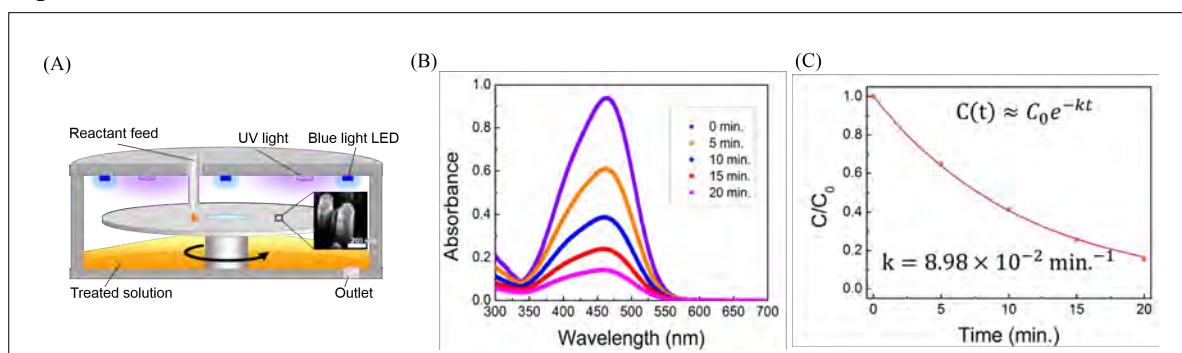 (A)
Reactant feed
UV light
Blue light LED
Treated solution
Outlet
(B)
Absorbance
1.0
0.8
0.6
0.4
0.2
0.0
300 350 400 450 500 550 600 650 700
Wavelength (nm)
0 min.
5 min.
10 min.
15 min.
20 min.
(C)
C/C₀
1.0
0.8
0.6
0.4
0.2
0.0
C(t) ≈ C₀e⁻ᵏᵗ
k = 8.98 × 10⁻² min.⁻¹
0 5 10 15 20
Time (min.)